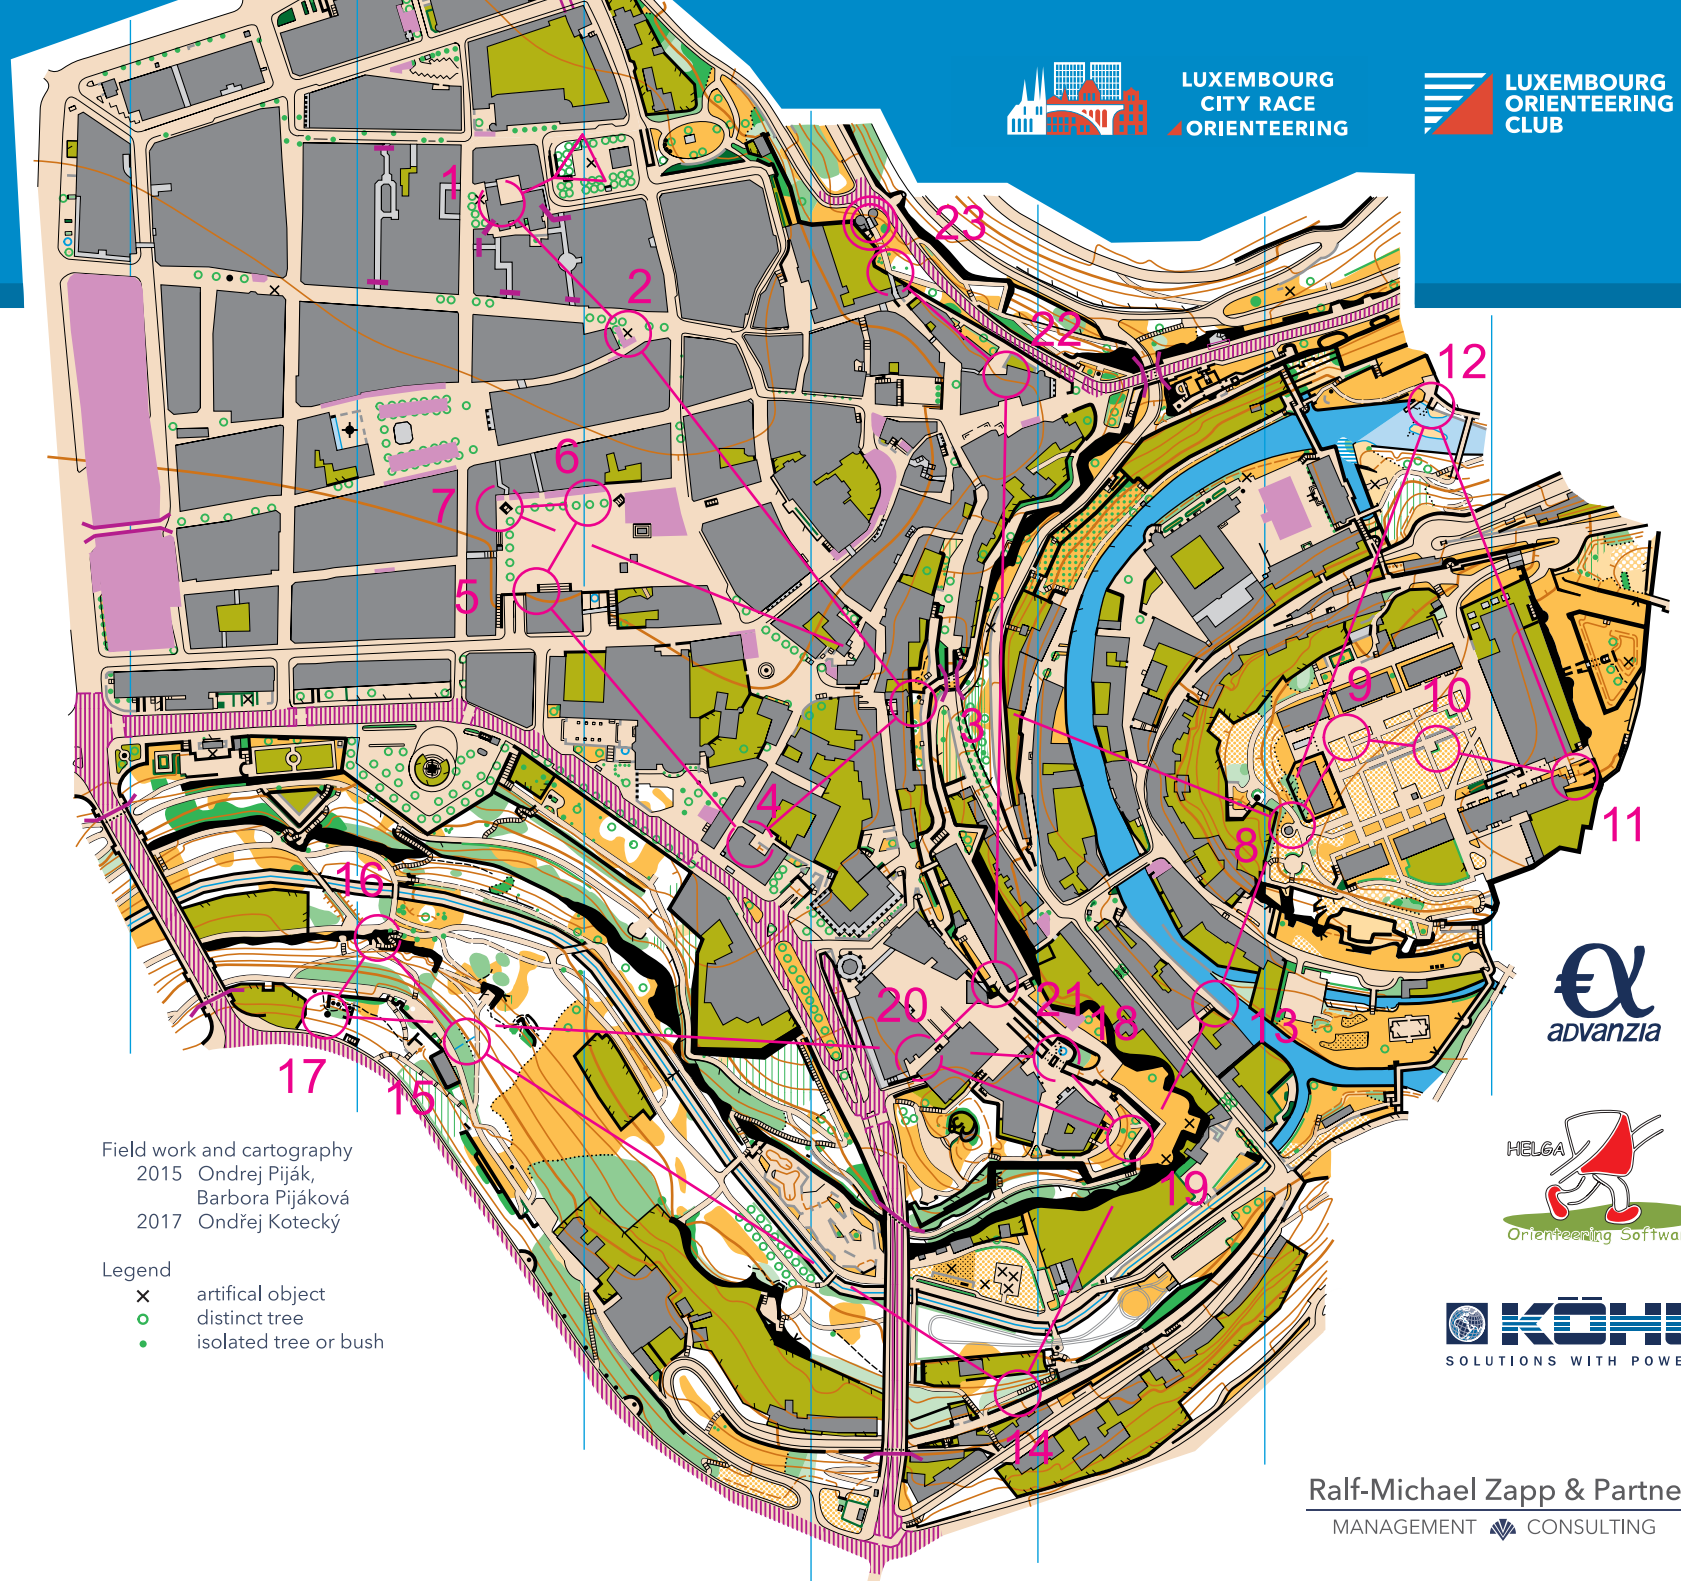 LUXEMBOURG
CITY RACE
ORIENTEERING
LUXEMBOURG
ORIENTEERING
CLUB
1
2
3
4
5
6
7
8
9
10
11
12
13
14
15
16
17
18
19
20
21
22
23
€α
ADVANZIA
HELGA
Orienteering Softwar
KÖHL
SOLUTIONS WITH POWE
Ralf-Michael Zapp & Partne
MANAGEMENT CONSULTING
Field work and cartography
2015 Ondrej Piják,
Barbora Pijáková
2017 Ondřej Kotecký
Legend
artifical object
distinct tree
isolated tree or bush